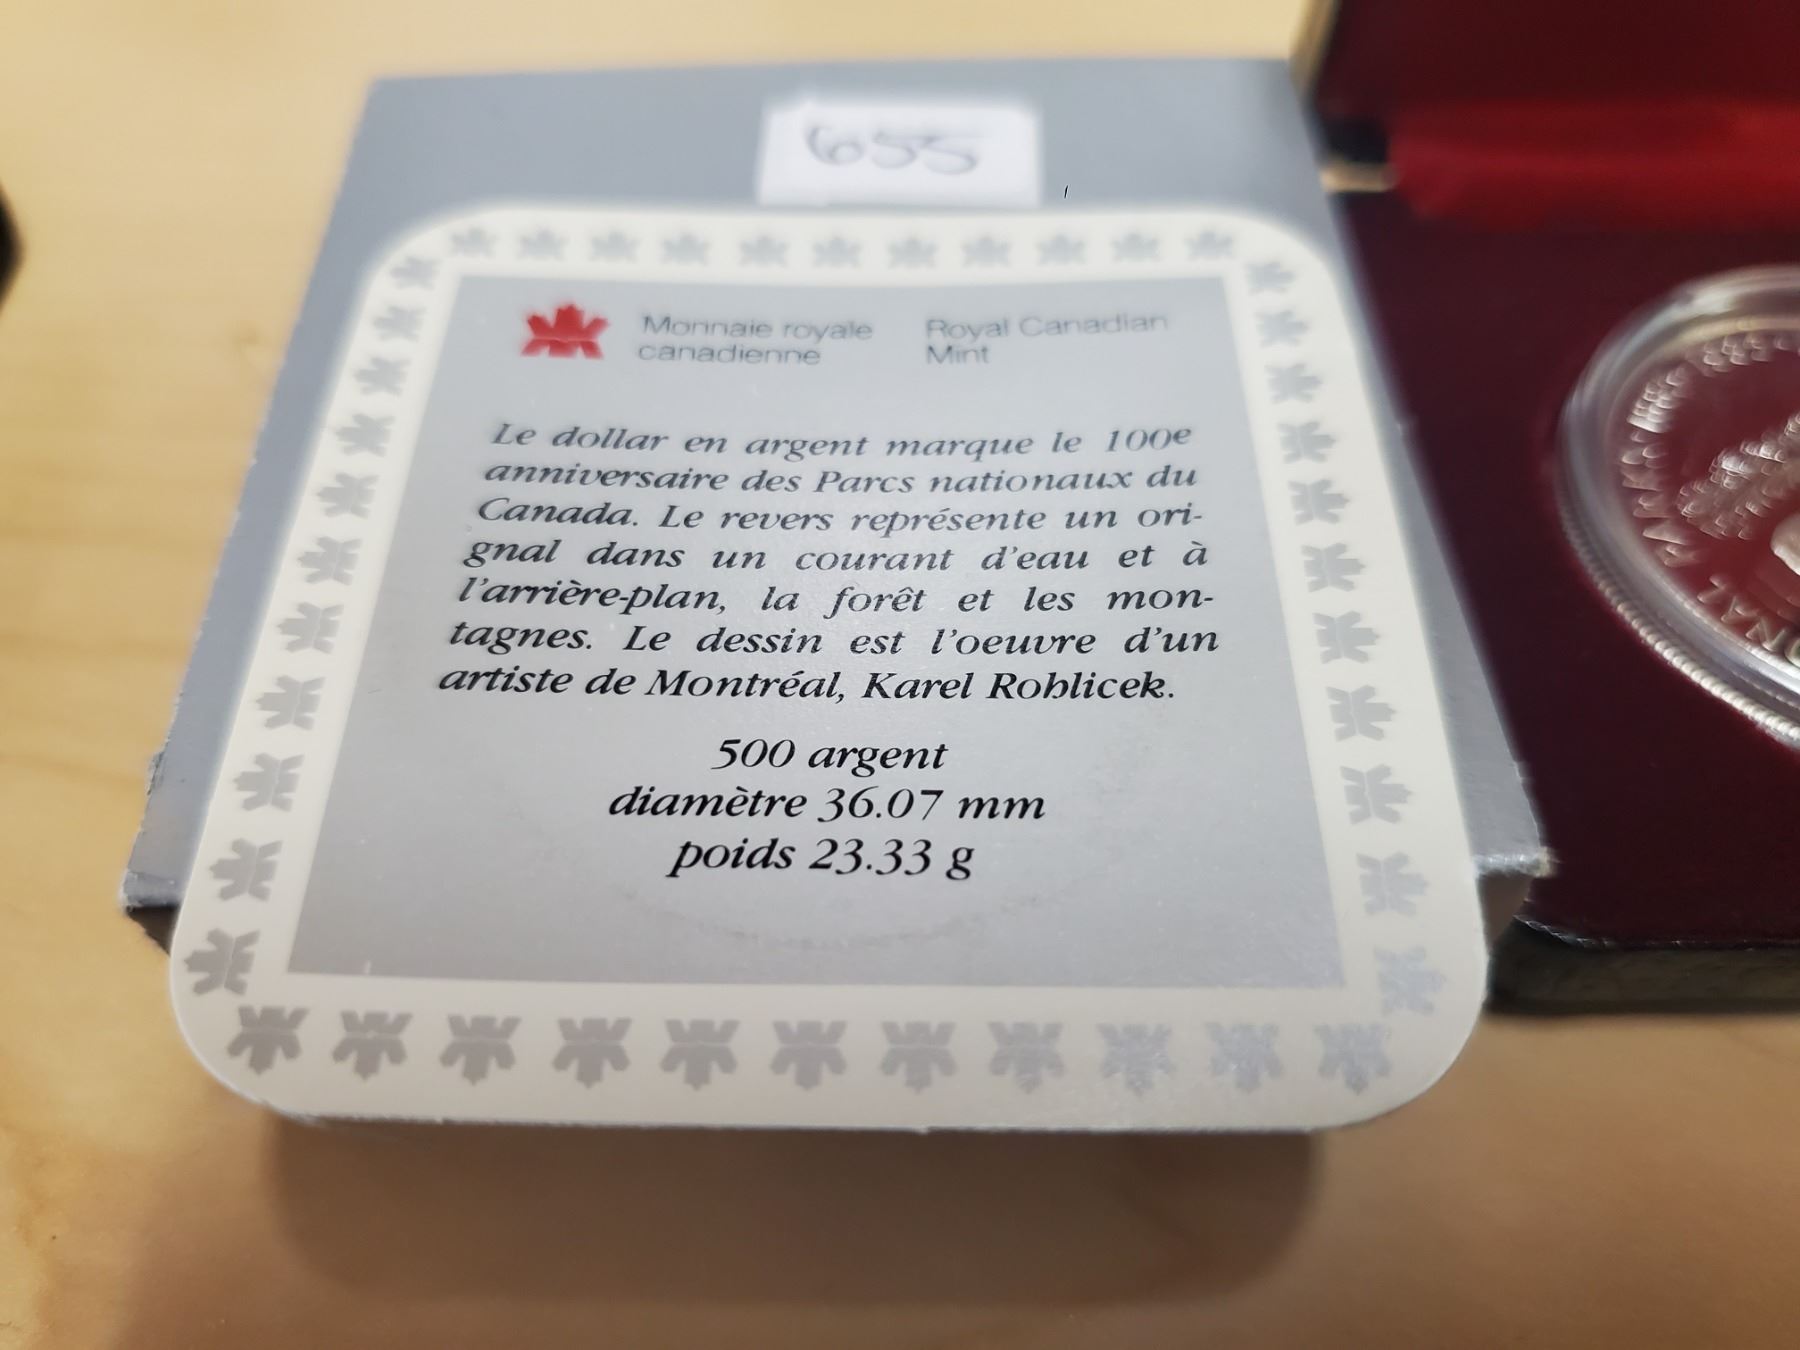 655
Monnaie royale
canadienne
Royal Canadian
Mint
Le dollar en argent marque le 100e
anniversaire des Parcs nationaux du
Canada. Le revers représente un ori-
gnal dans un courant d'eau et à
l'arrière-plan, la forêt et les mon-
tagnes. Le dessin est l'oeuvre d'un
artiste de Montréal, Karel Rohlicek.
500 argent
diamètre 36.07 mm
poids 23.33 g